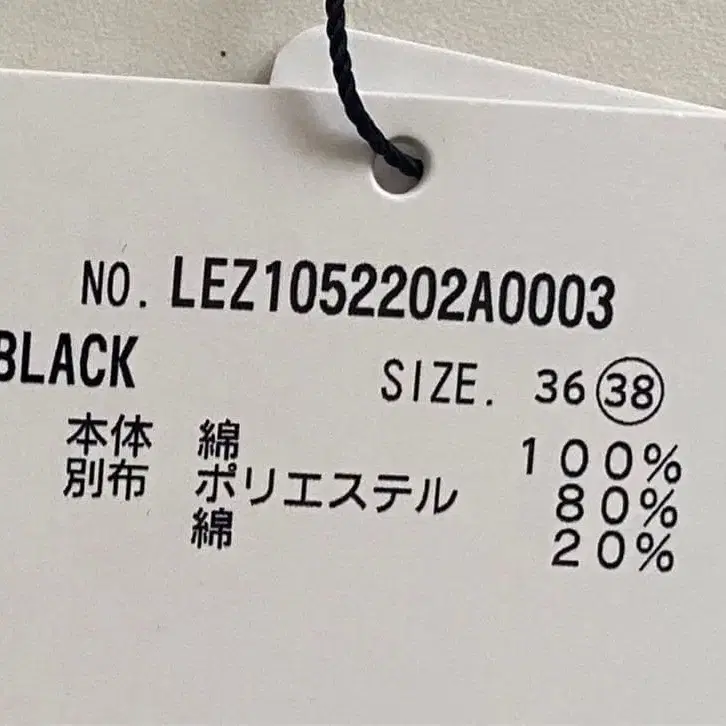 NO. LEZ1052202A0003
BLACK SIZE. 36 38
本体 綿 100%
別布 ポリエステル 80%
綿 20%